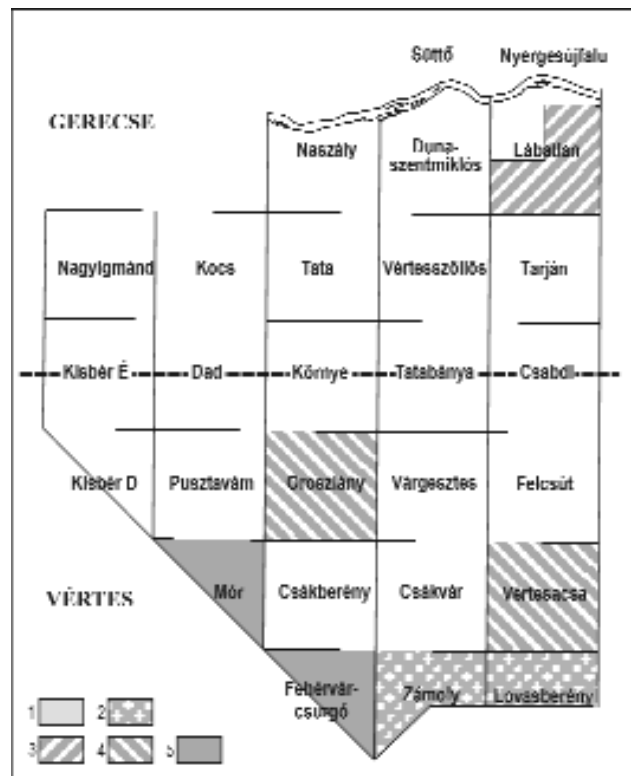 Süttő Nyergesújfalu
GERECSE
Naszály Duna-
szentmiklós Lábatlan
Nagyigmánd Kocs Tata Vértesszőllős Tarján
Kisbér É Dad Környe Tatabánya Csabdi
Kisbér D Pusztavám Oroszlány Várgesztes Felcsút
VÉRTES
Mór Csákberény Csákvár Vértesacsa
Fehérvár-
csurgó Zámoly Lovasberény
1 2
3 4 5